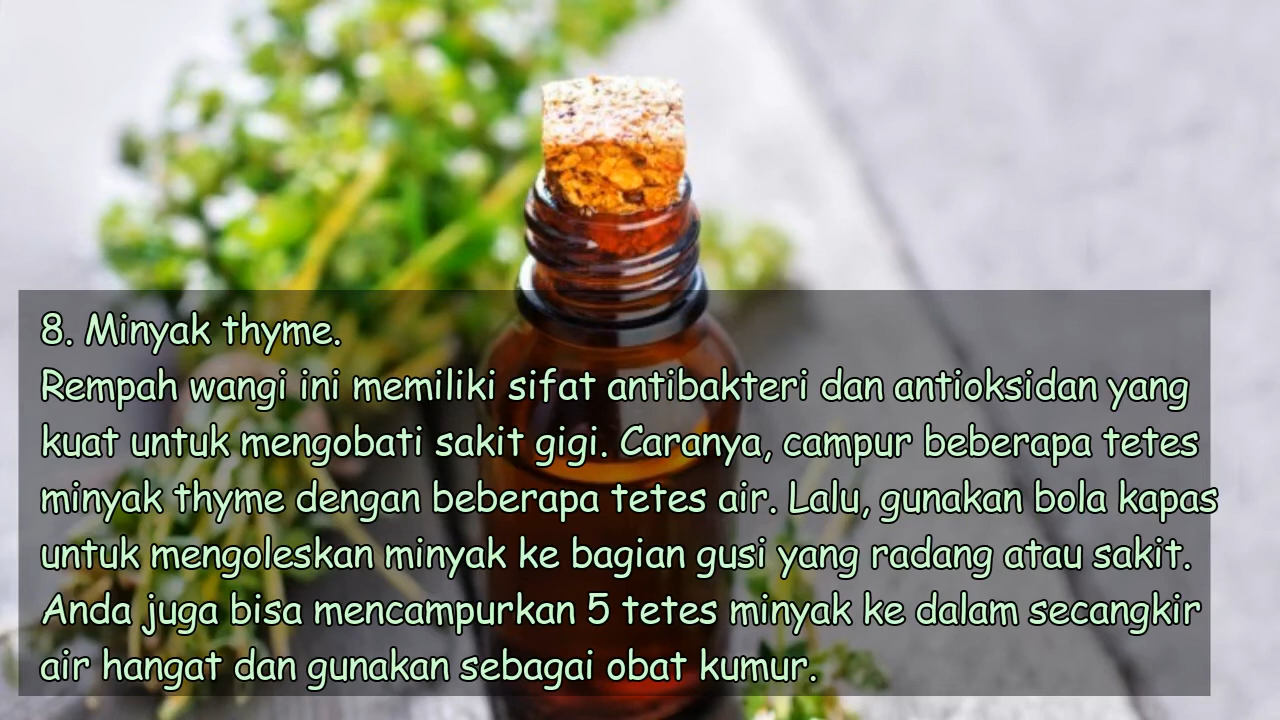 8. Minyak thyme.
Rempah wangi ini memiliki sifat antibakteri dan antioksidan yang
kuat untuk mengobati sakit gigi. Caranya, campur beberapa tetes
minyak thyme dengan beberapa tetes air. Lalu, gunakan bola kapas
untuk mengoleskan minyak ke bagian gusi yang radang atau sakit.
Anda juga bisa mencampurkan 5 tetes minyak ke dalam secangkir
air hangat dan gunakan sebagai obat kumur.